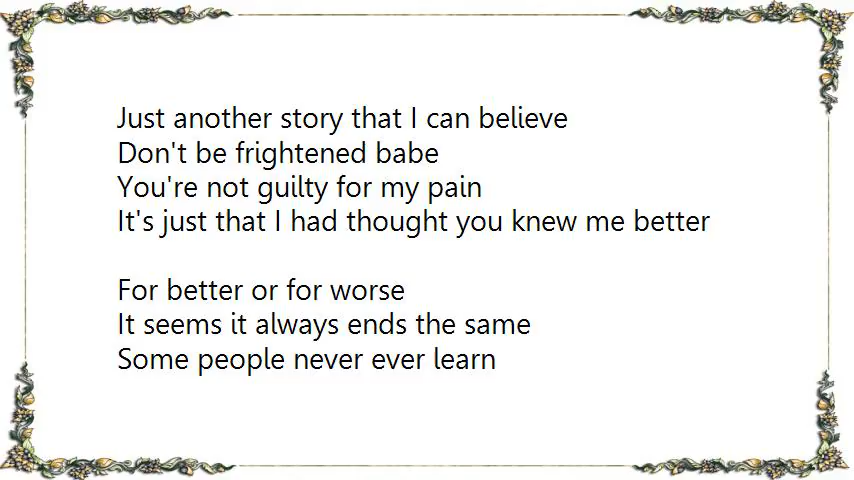 Just another story that I can believe
Don't be frightened babe
You're not guilty for my pain
It's just that I had thought you knew me better
For better or for worse
It seems it always ends the same
Some people never ever learn